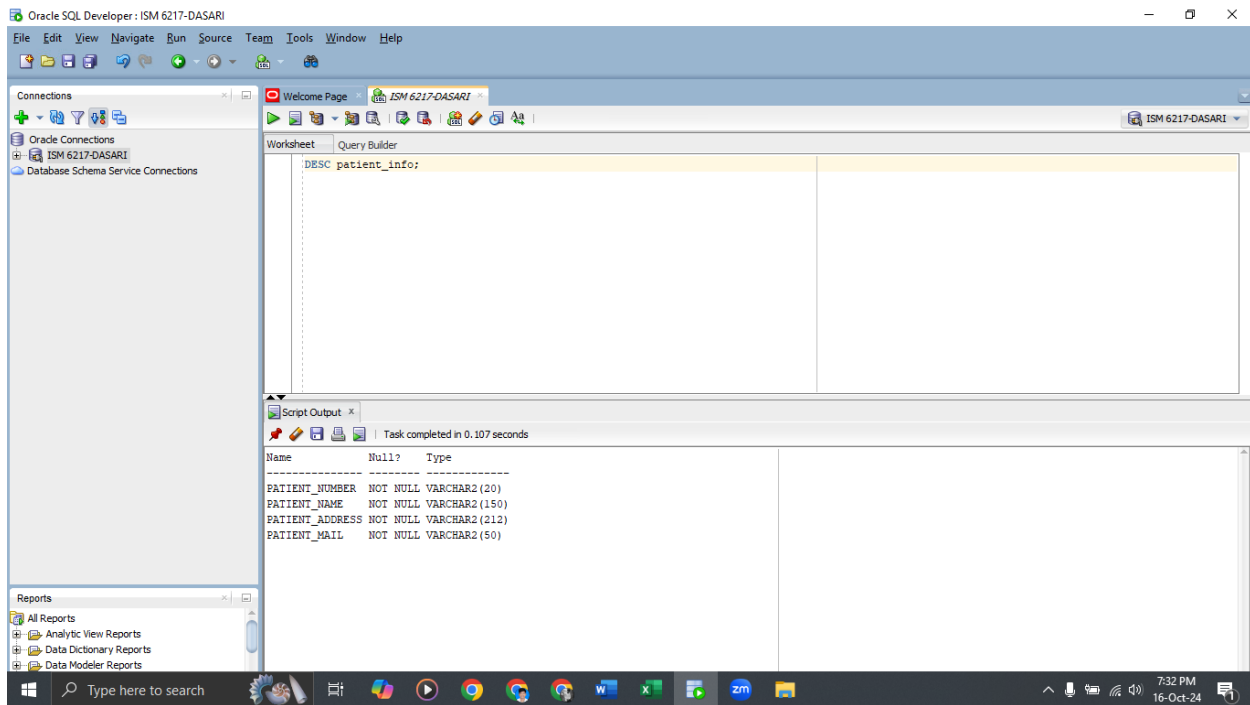 Oracle SQL Developer : ISM 6217-DASARI
File Edit View Navigate Run Source Team Tools Window Help
Connections
Oracle Connections
ISM 6217-DASARI
Database Schema Service Connections
Welcome Page
ISM 6217-DASARI
ISM 6217-DASARI
Worksheet Query Builder
DESC patient_info;
Script Output
Task completed in 0.107 seconds
Name Null? Type
--------------- -------- -------------
PATIENT_NUMBER NOT NULL VARCHAR2(20)
PATIENT_NAME NOT NULL VARCHAR2(150)
PATIENT_ADDRESS NOT NULL VARCHAR2(212)
PATIENT_MAIL NOT NULL VARCHAR2(50)
Reports
All Reports
Analytic View Reports
Data Dictionary Reports
Data Modeler Reports
Type here to search
7:32 PM
16-Oct-24